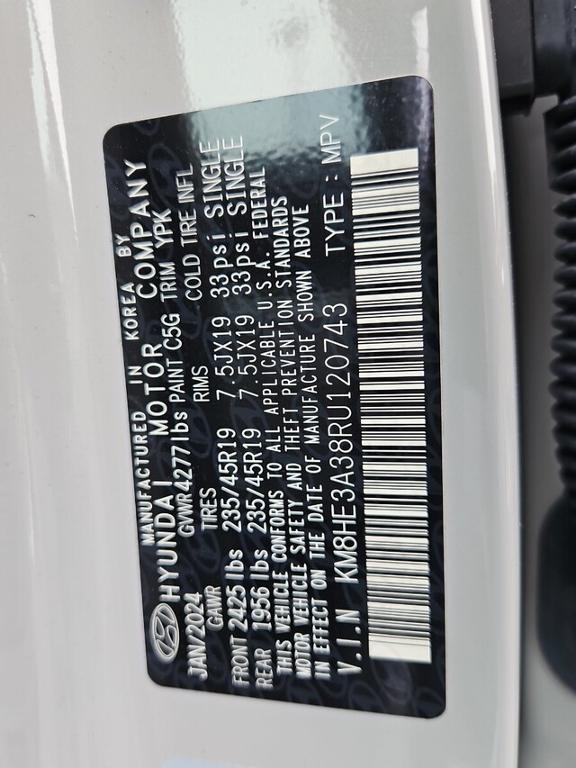 MANUFACTURED IN KOREA BY
HYUNDAI MOTOR COMPANY
JAN/2024 GVWR 4277 lbs PAINT C5G TRIM YPK
GAWR TIRES RIMS COLD TIRE INFL
FRONT 2425 lbs 235/45R19 7.5JX19 33psi SINGLE
REAR 1956 lbs 235/45R19 7.5JX19 33psi SINGLE
THIS VEHICLE CONFORMS TO ALL APPLICABLE U.S.A. FEDERAL
MOTOR VEHICLE SAFETY AND THEFT PREVENTION STANDARDS
IN EFFECT ON THE DATE OF MANUFACTURE SHOWN ABOVE
V.I.N KM8HE3A38RU120743 TYPE : MPV